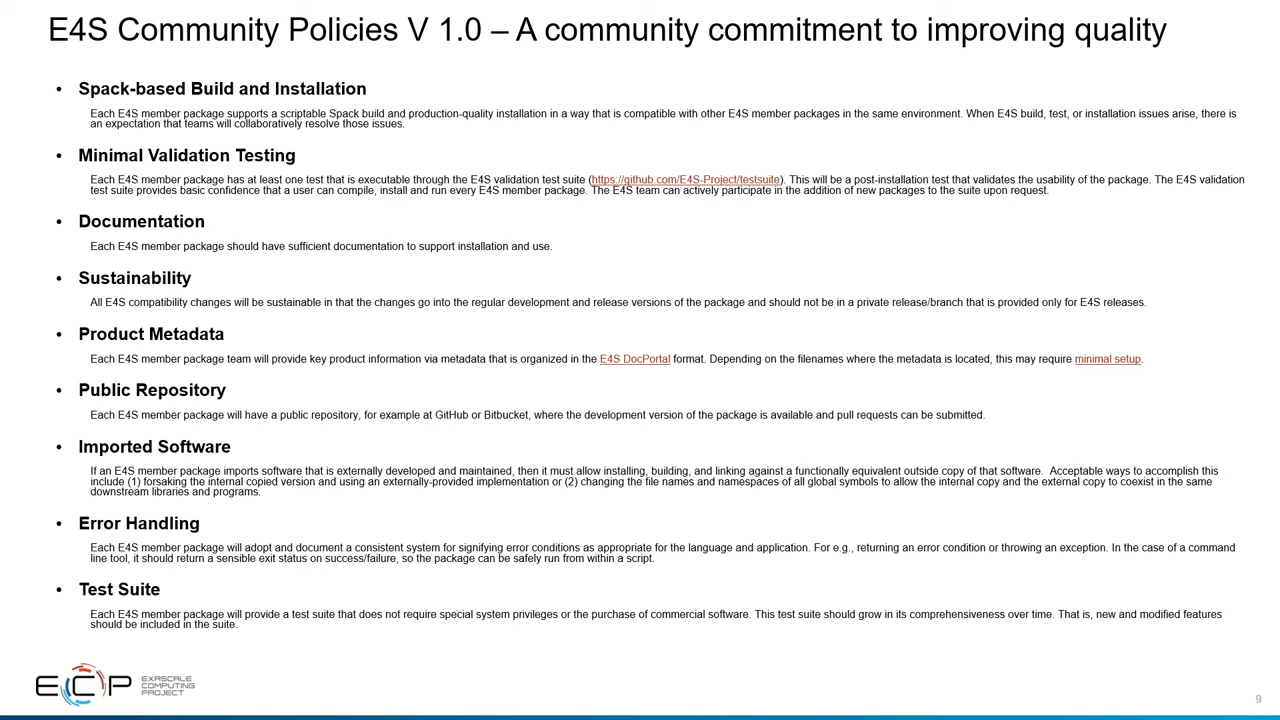 E4S Community Policies V 1.0 – A community commitment to improving quality
• Spack-based Build and Installation
Each E4S member package supports a scriptable Spack build and production-quality installation in a way that is compatible with other E4S member packages in the same environment. When E4S build, test, or installation issues arise, there is
an expectation that teams will collaboratively resolve those issues.
• Minimal Validation Testing
Each E4S member package has at least one test that is executable through the E4S validation test suite (https://github.com/E4S-Project/testsuite). This will be a post-installation test that validates the usability of the package. The E4S validation
test suite provides basic confidence that a user can compile, install and run every E4S member package. The E4S team can actively participate in the addition of new packages to the suite upon request.
• Documentation
Each E4S member package should have sufficient documentation to support installation and use.
• Sustainability
All E4S compatibility changes will be sustainable in that the changes go into the regular development and release versions of the package and should not be in a private release/branch that is provided only for E4S releases.
• Product Metadata
Each E4S member package team will provide key product information via metadata that is organized in the E4S DocPortal format. Depending on the filenames where the metadata is located, this may require minimal setup.
• Public Repository
Each E4S member package will have a public repository, for example at GitHub or Bitbucket, where the development version of the package is available and pull requests can be submitted.
• Imported Software
If an E4S member package imports software that is externally developed and maintained, then it must allow installing, building, and linking against a functionally equivalent outside copy of that software. Acceptable ways to accomplish this
include (1) forsaking the internal copied version and using an externally-provided implementation or (2) changing the file names and namespaces of all global symbols to allow the internal copy and the external copy to coexist in the same
downstream libraries and programs.
• Error Handling
Each E4S member package will adopt and document a consistent system for signifying error conditions as appropriate for the language and application. For e.g., returning an error condition or throwing an exception. In the case of a command
line tool, it should return a sensible exit status on success/failure, so the package can be safely run from within a script.
• Test Suite
Each E4S member package will provide a test suite that does not require special system privileges or the purchase of commercial software. This test suite should grow in its comprehensiveness over time. That is, new and modified features
should be included in the suite.
ECP
EXASCALE
COMPUTING
PROJECT
9